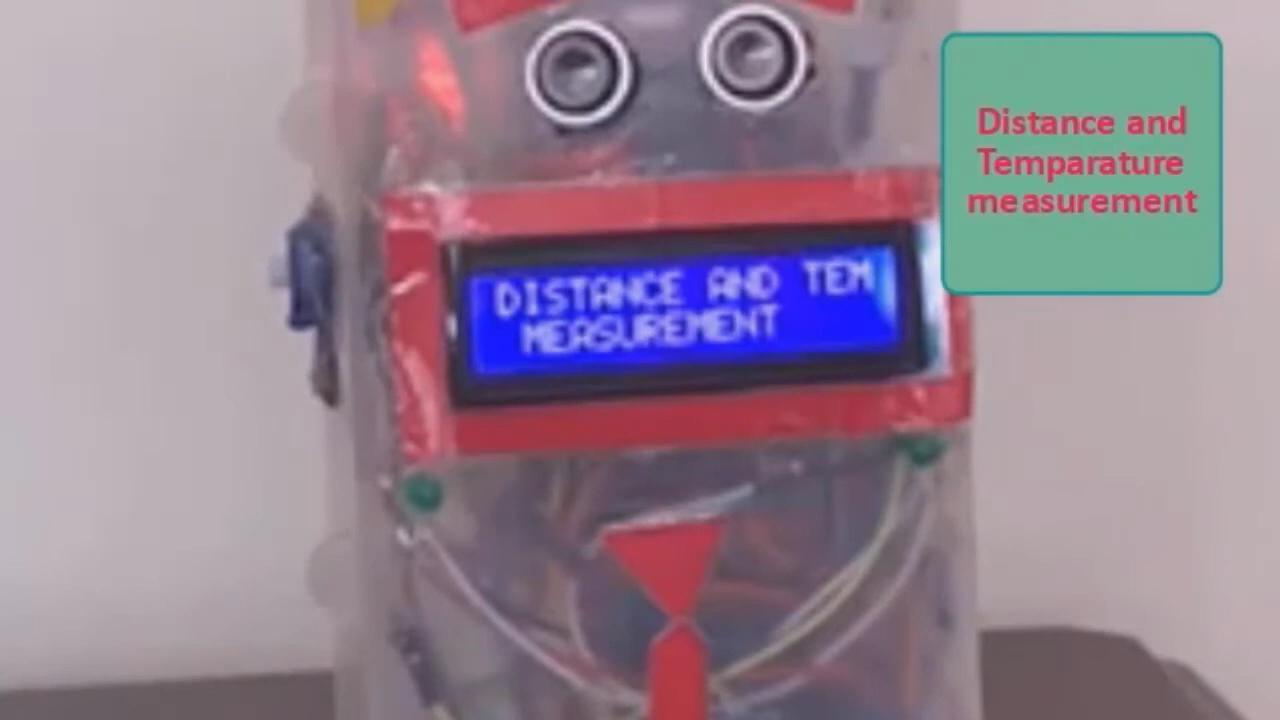 DISTANCE AND TEM
MEASUREMENT
Distance and
Temparature
measurement